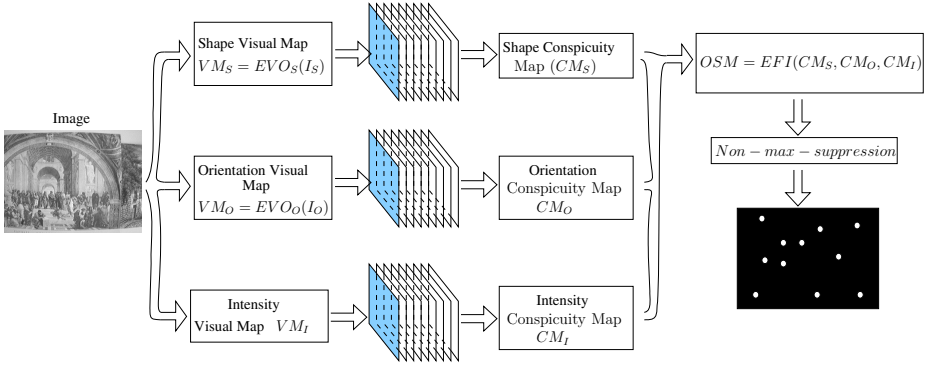 Image
Shape Visual Map
VM_S = EVO_S(I_S)
Shape Conspicuity
Map (CM_S)
OSM = EFI(CM_S, CM_O, CM_I)
Non − max − suppression
Orientation Visual
Map
VM_O = EVO_O(I_O)
Orientation
Conspicuity Map
CM_O
Intensity
Visual Map VM_I
Intensity
Conspicuity Map
CM_I